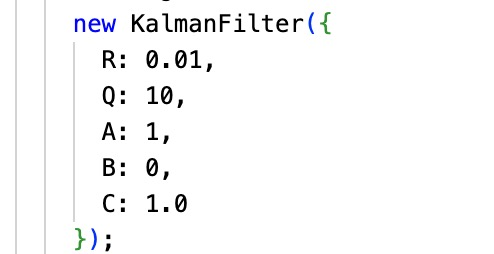 new KalmanFilter({
R: 0.01,
Q: 10,
A: 1,
B: 0,
C: 1.0
});